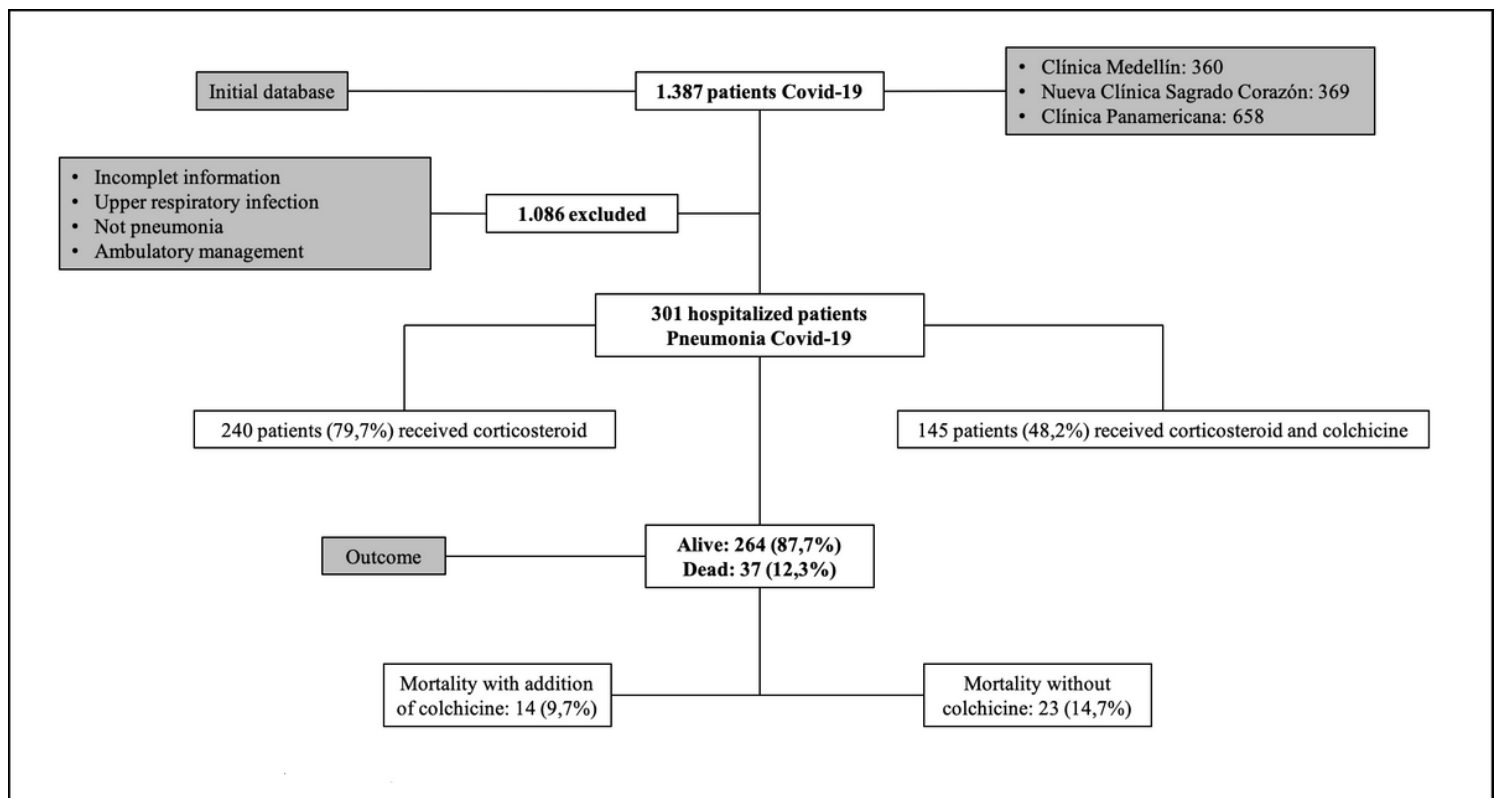 Initial database
1.387 patients Covid-19
• Clínica Medellín: 360
• Nueva Clínica Sagrado Corazón: 369
• Clínica Panamericana: 658
• Incomplet information
• Upper respiratory infection
• Not pneumonia
• Ambulatory management
1.086 excluded
301 hospitalized patients
Pneumonia Covid-19
240 patients (79,7%) received corticosteroid
145 patients (48,2%) received corticosteroid and colchicine
Outcome
Alive: 264 (87,7%)
Dead: 37 (12,3%)
Mortality with addition
of colchicine: 14 (9,7%)
Mortality without
colchicine: 23 (14,7%)